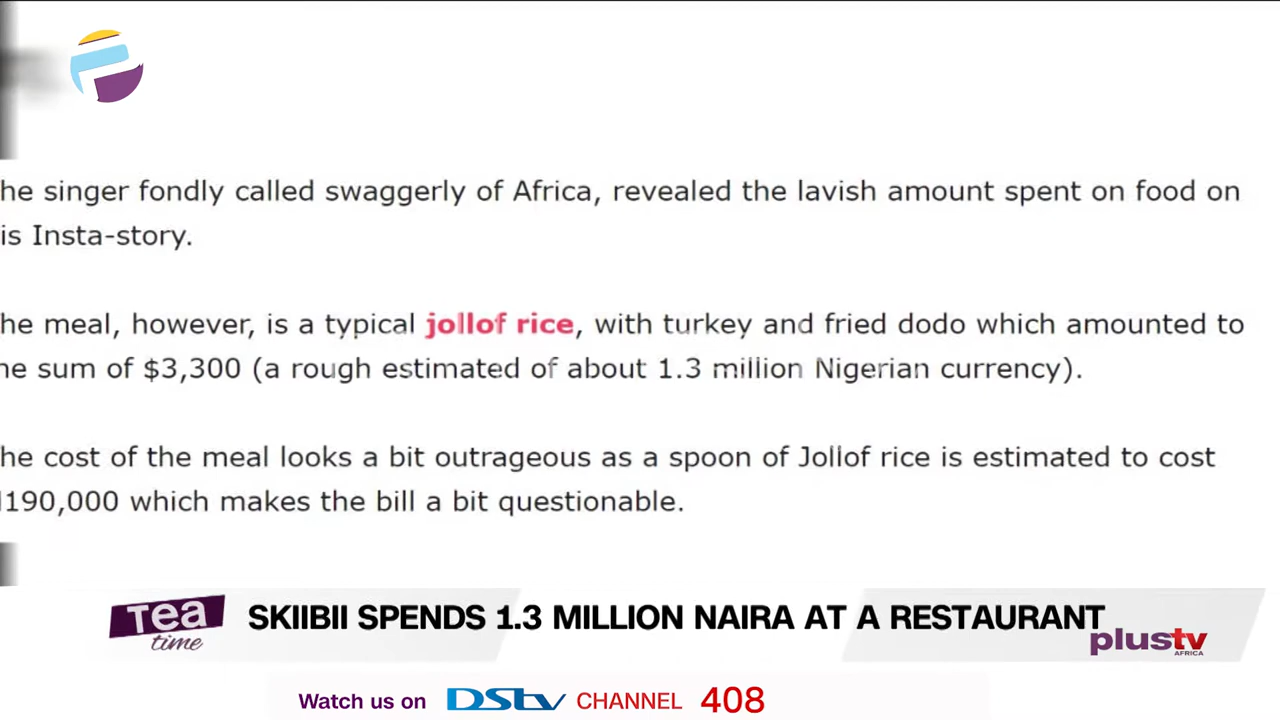 he singer fondly called swaggerly of Africa, revealed the lavish amount spent on food on
is Insta-story.
he meal, however, is a typical jollof rice, with turkey and fried dodo which amounted to
he sum of $3,300 (a rough estimated of about 1.3 million Nigerian currency).
he cost of the meal looks a bit outrageous as a spoon of Jollof rice is estimated to cost
190,000 which makes the bill a bit questionable.
Tea
time
SKIIBII SPENDS 1.3 MILLION NAIRA AT A RESTAURANT
plustv
AFRICA
Watch us on DStv CHANNEL 408